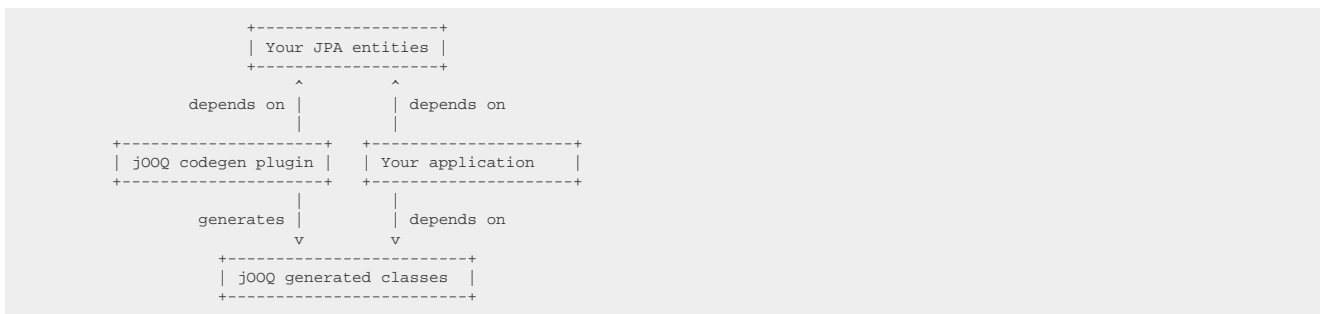 Your JPA entities
depends on | depends on
jOOQ codegen plugin | Your application
generates | depends on
jOOQ generated classes